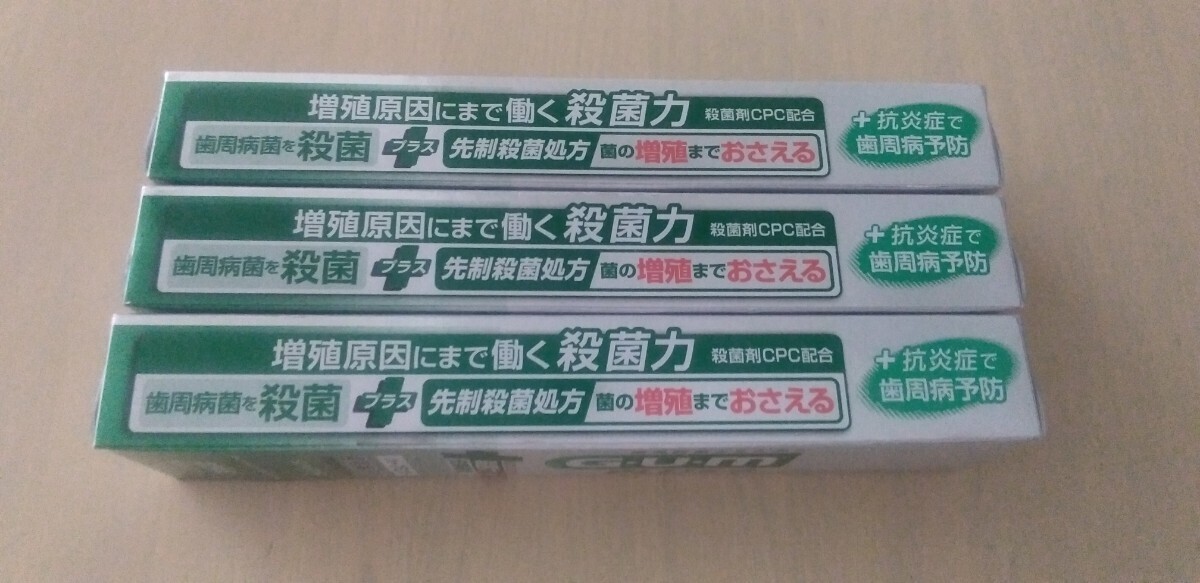 増殖原因にまで働く殺菌力 殺菌剤CPC配合
歯周病菌を殺菌 プラス 先制殺菌処方 菌の増殖までおさえる
+抗炎症で
歯周病予防
増殖原因にまで働く殺菌力 殺菌剤CPC配合
歯周病菌を殺菌 プラス 先制殺菌処方 菌の増殖までおさえる
+抗炎症で
歯周病予防
増殖原因にまで働く殺菌力 殺菌剤CPC配合
歯周病菌を殺菌 プラス 先制殺菌処方 菌の増殖までおさえる
+抗炎症で
歯周病予防
G·U·M